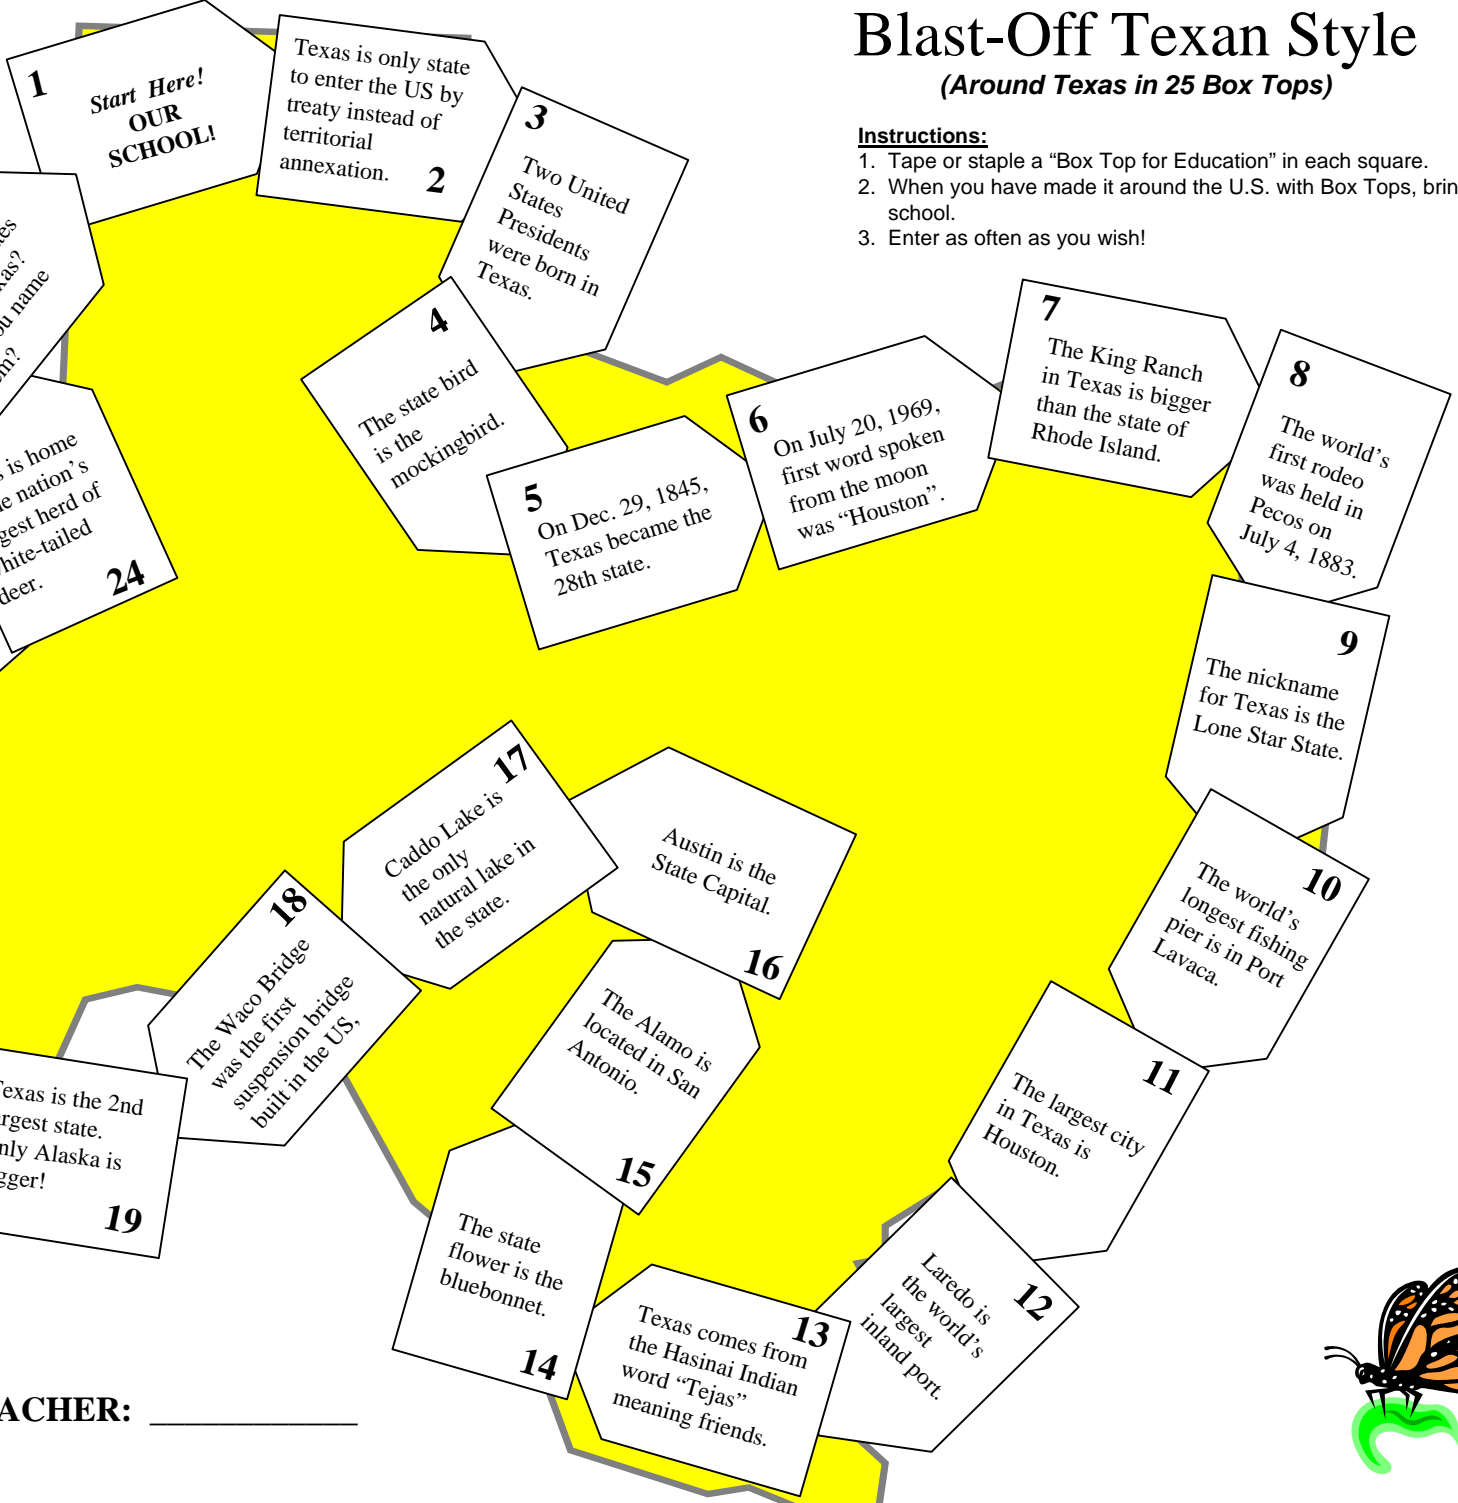 Blast-Off Texan Style
(Around Texas in 25 Box Tops)
Instructions:
1. Tape or staple a “Box Top for Education” in each square.
2. When you have made it around the U.S. with Box Tops,
school.
3. Enter as often as you wish!
1
Start Here!
OUR
SCHOOL!
Texas is only state
to enter the US by
treaty instead of
territorial
annexation.
2
3
Two United
States
Presidents
were born in
Texas.
4
The state bird
is the
mockingbird.
5
On Dec. 29, 1845,
Texas became the
28th state.
6
On July 20, 1969,
first word spoken
from the moon
was “Houston”.
7
The King Ranch
in Texas is bigger
than the state of
Rhode Island.
8
The world’s
first rodeo
was held in
Pecos on
July 4, 1883.
9
The nickname
for Texas is the
Lone Star State.
10
The world’s
longest fishing
pier is in Port
Lavaca.
11
The largest city
in Texas is
Houston.
12
Laredo is
the world’s
largest
inland port.
13
Texas comes from
the Hasinai Indian
word “Tejas”
meaning friends.
The state
flower is the
bluebonnet.
14
The Alamo is
located in San
Antonio.
15
Austin is the
State Capital.
16
17
Caddo Lake is
the only
natural lake in
the state.
18
The Waco Bridge
was the first
suspension bridge
built in the US,
is the 2nd
state.
Alaska is
19
is home
nation’s
herd of
deer.
24
name